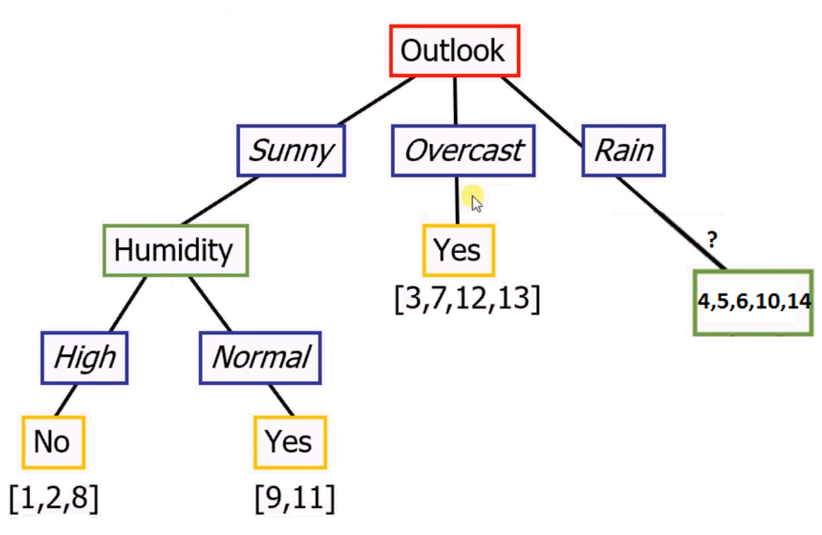 Outlook
Sunny
Overcast
Rain
?
Humidity
Yes
[3,7,12,13]
4,5,6,10,14
High
Normal
No
Yes
[1,2,8]
[9,11]